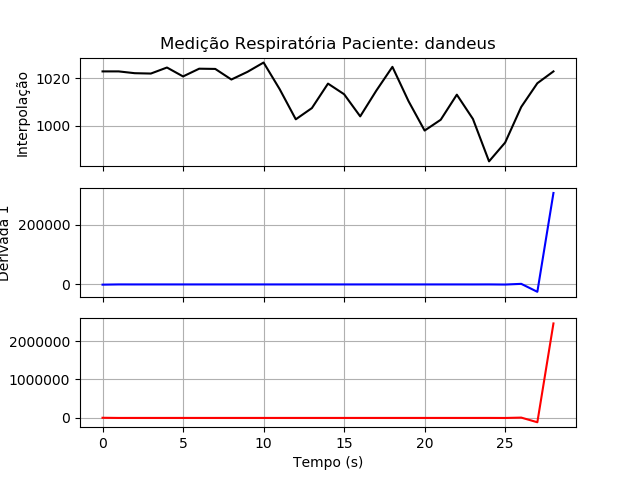 Medição Respiratória Paciente: dandeus
Interpolação
1020
1000
Derivada 1
200000
0
2000000
1000000
0
0 5 10 15 20 25
Tempo (s)